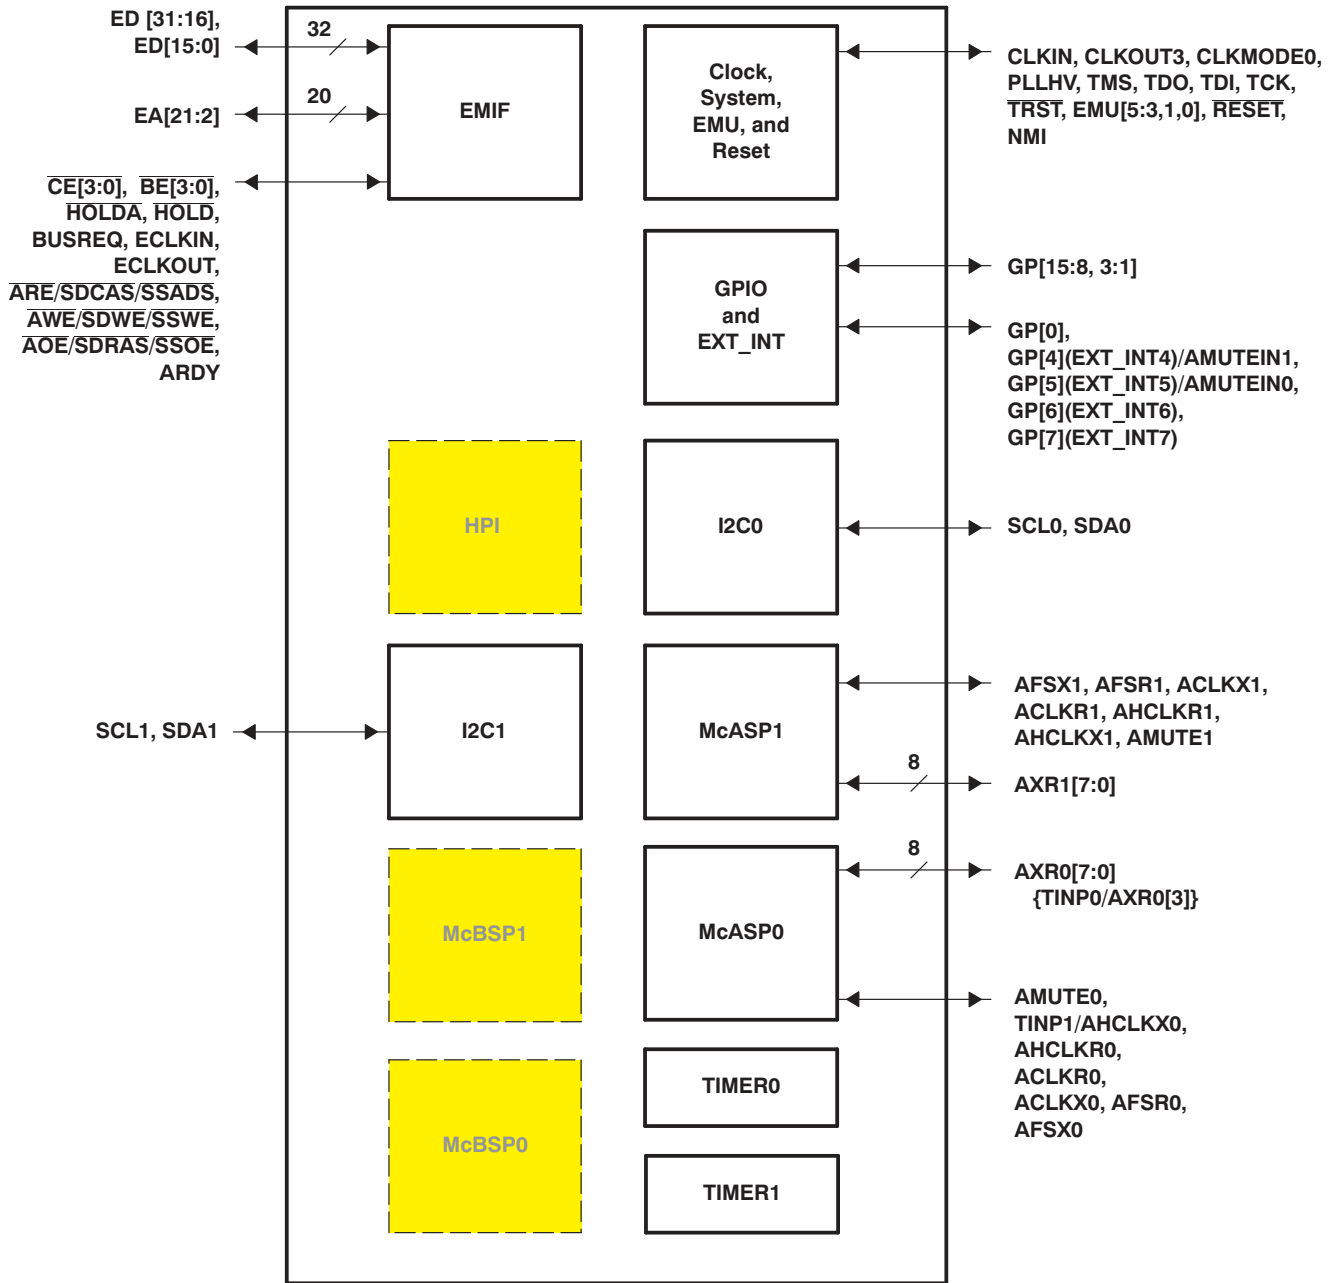 ED [31:16],
ED[15:0]
32
EA[21:2]
20
CE[3:0], BE[3:0],
HOLDA, HOLD,
BUSREQ, ECLKIN,
ECLKOUT,
ARE/SDCAS/SSADS,
AWE/SDWE/SSWE,
AOE/SDRAS/SSOE,
ARDY
EMIF
Clock,
System,
EMU, and
Reset
CLKIN, CLKOUT3, CLKMODE0,
PLLHV, TMS, TDO, TDI, TCK,
TRST, EMU[5:3,1,0], RESET,
NMI
GPIO
and
EXT_INT
GP[15:8, 3:1]
GP[0],
GP[4](EXT_INT4)/AMUTEIN1,
GP[5](EXT_INT5)/AMUTEIN0,
GP[6](EXT_INT6),
GP[7](EXT_INT7)
HPI
I2C0
SCL0, SDA0
SCL1, SDA1
I2C1
McASP1
AFSX1, AFSR1, ACLKX1,
ACLKR1, AHCLKR1,
AHCLKX1, AMUTE1
8
AXR1[7:0]
McBSP1
McASP0
8
AXR0[7:0]
{TINP0/AXR0[3]}
AMUTE0,
TINP1/AHCLKX0,
AHCLKR0,
ACLKR0,
ACLKX0, AFSR0,
AFSX0
McBSP0
TIMER0
TIMER1